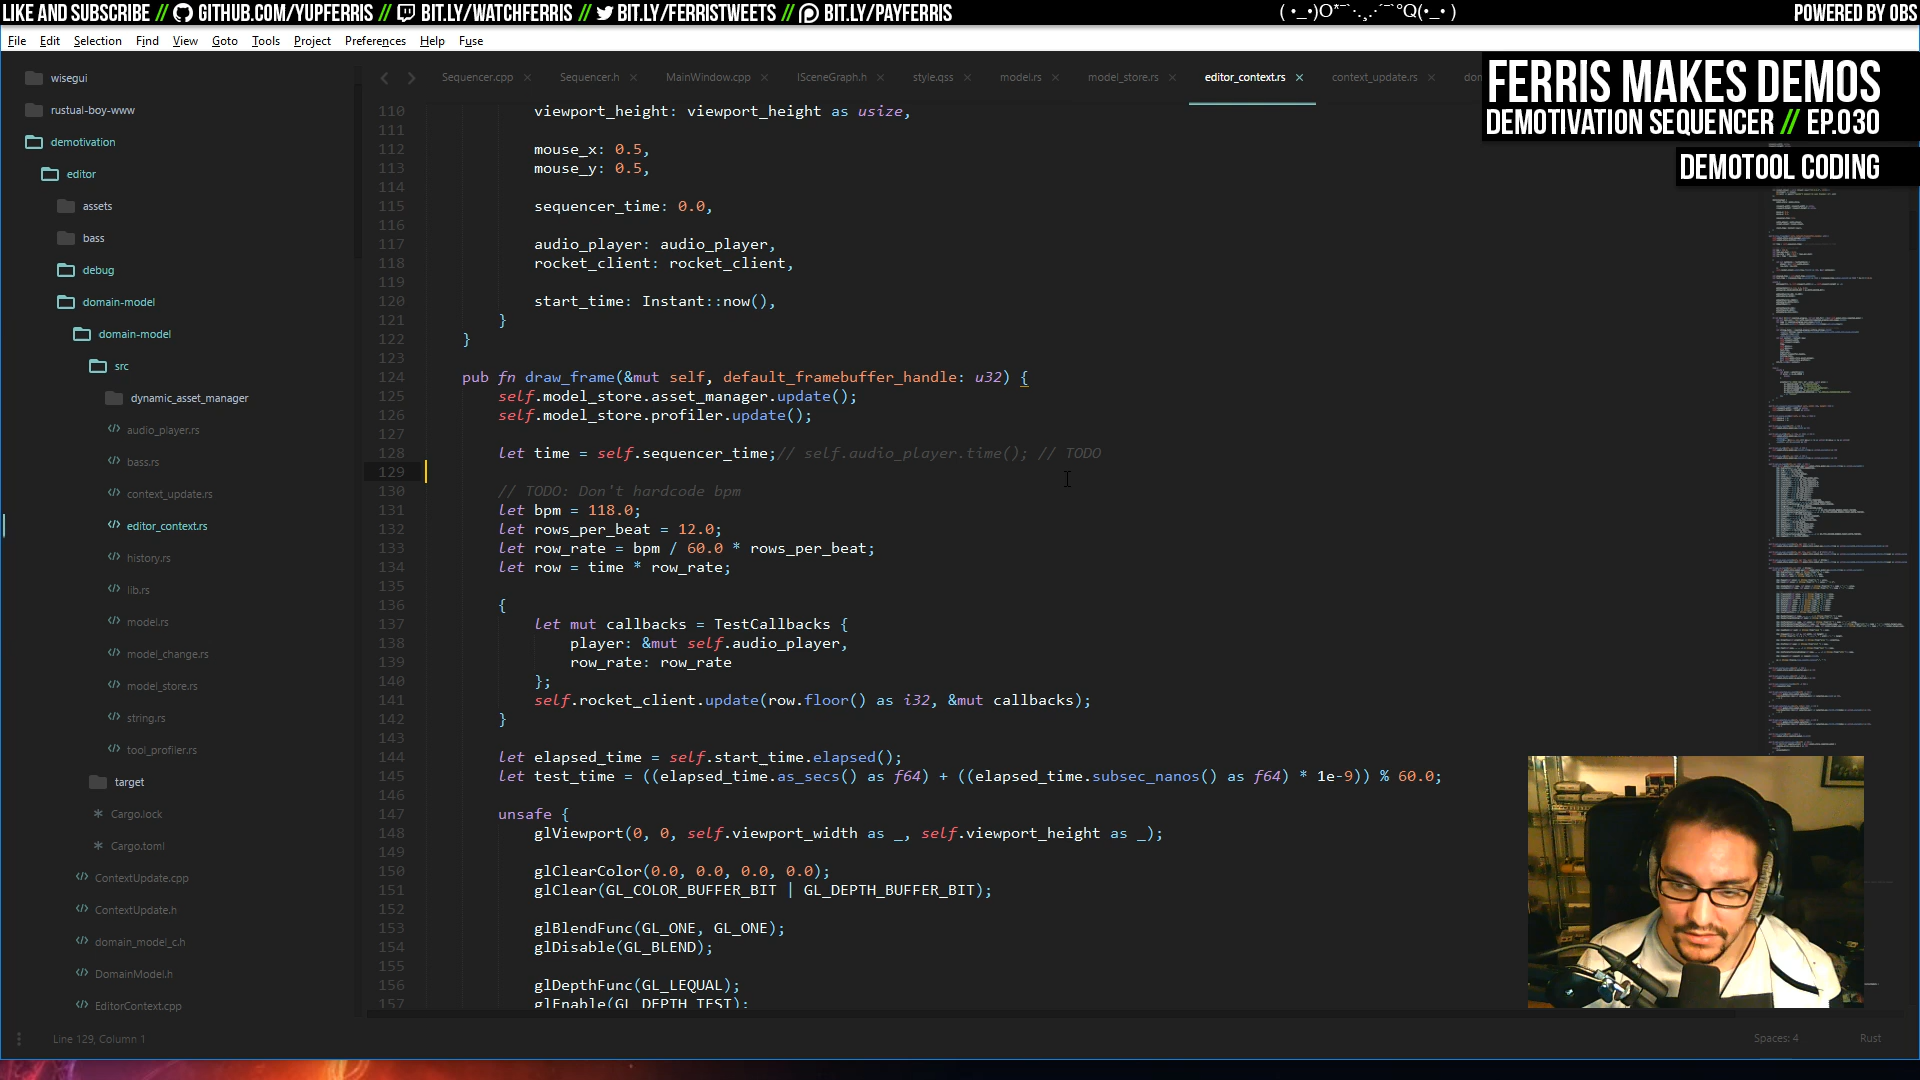 LIKE AND SUBSCRIBE // GITHUB.COM/YUPFERRIS // BIT.LY/WATCHFERRIS // BIT.LY/FERRISTWEETS // BIT.LY/PAYFERRIS
( •_•)O*¯`·.¸.·´¯`°Q(•_• )
POWERED BY OBS
File Edit Selection Find View Goto Tools Project Preferences Help Fuse
FERRIS MAKES DEMOS
DEMOTIVATION SEQUENCER // EP.030
DEMOTOOL CODING
wisegui
rustual-boy-www
demotivation
editor
assets
bass
debug
domain-model
domain-model
src
dynamic_asset_manager
audio_player.rs
bass.rs
context_update.rs
editor_context.rs
history.rs
lib.rs
model.rs
model_change.rs
model_store.rs
string.rs
tool_profiler.rs
target
Cargo.lock
Cargo.toml
ContextUpdate.cpp
ContextUpdate.h
domain_model_c.h
DomainModel.h
EditorContext.cpp
Sequencer.cpp Sequencer.h MainWindow.cpp ISceneGraph.h style.qss model.rs model_store.rs editor_context.rs context_update.rs
110 viewport_height: viewport_height as usize,
111
112 mouse_x: 0.5,
113 mouse_y: 0.5,
114
115 sequencer_time: 0.0,
116
117 audio_player: audio_player,
118 rocket_client: rocket_client,
119
120 start_time: Instant::now(),
121 }
122 }
123
124 pub fn draw_frame(&mut self, default_framebuffer_handle: u32) {
125 self.model_store.asset_manager.update();
126 self.model_store.profiler.update();
127
128 let time = self.sequencer_time;// self.audio_player.time(); // TODO
129
130 // TODO: Don't hardcode bpm
131 let bpm = 118.0;
132 let rows_per_beat = 12.0;
133 let row_rate = bpm / 60.0 * rows_per_beat;
134 let row = time * row_rate;
135
136 {
137 let mut callbacks = TestCallbacks {
138 player: &mut self.audio_player,
139 row_rate: row_rate
140 };
141 self.rocket_client.update(row.floor() as i32, &mut callbacks);
142 }
143
144 let elapsed_time = self.start_time.elapsed();
145 let test_time = ((elapsed_time.as_secs() as f64) + ((elapsed_time.subsec_nanos() as f64) * 1e-9)) % 60.0;
146
147 unsafe {
148 glViewport(0, 0, self.viewport_width as _, self.viewport_height as _);
149
150 glClearColor(0.0, 0.0, 0.0, 0.0);
151 glClear(GL_COLOR_BUFFER_BIT | GL_DEPTH_BUFFER_BIT);
152
153 glBlendFunc(GL_ONE, GL_ONE);
154 glDisable(GL_BLEND);
155
156 glDepthFunc(GL_LEQUAL);
157 glEnable(GL_DEPTH_TEST);
Line 129, Column 1
Spaces: 4
Rust